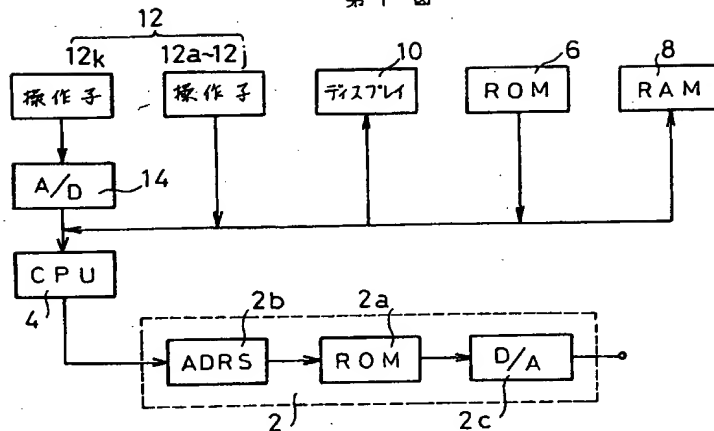 第1図
12
12k
12a~12j
10
6
8
操作子
操作子
ディスプレイ
ROM
RAM
A/D
14
CPU
4
2b
2a
ADRS
ROM
D/A
2
2c